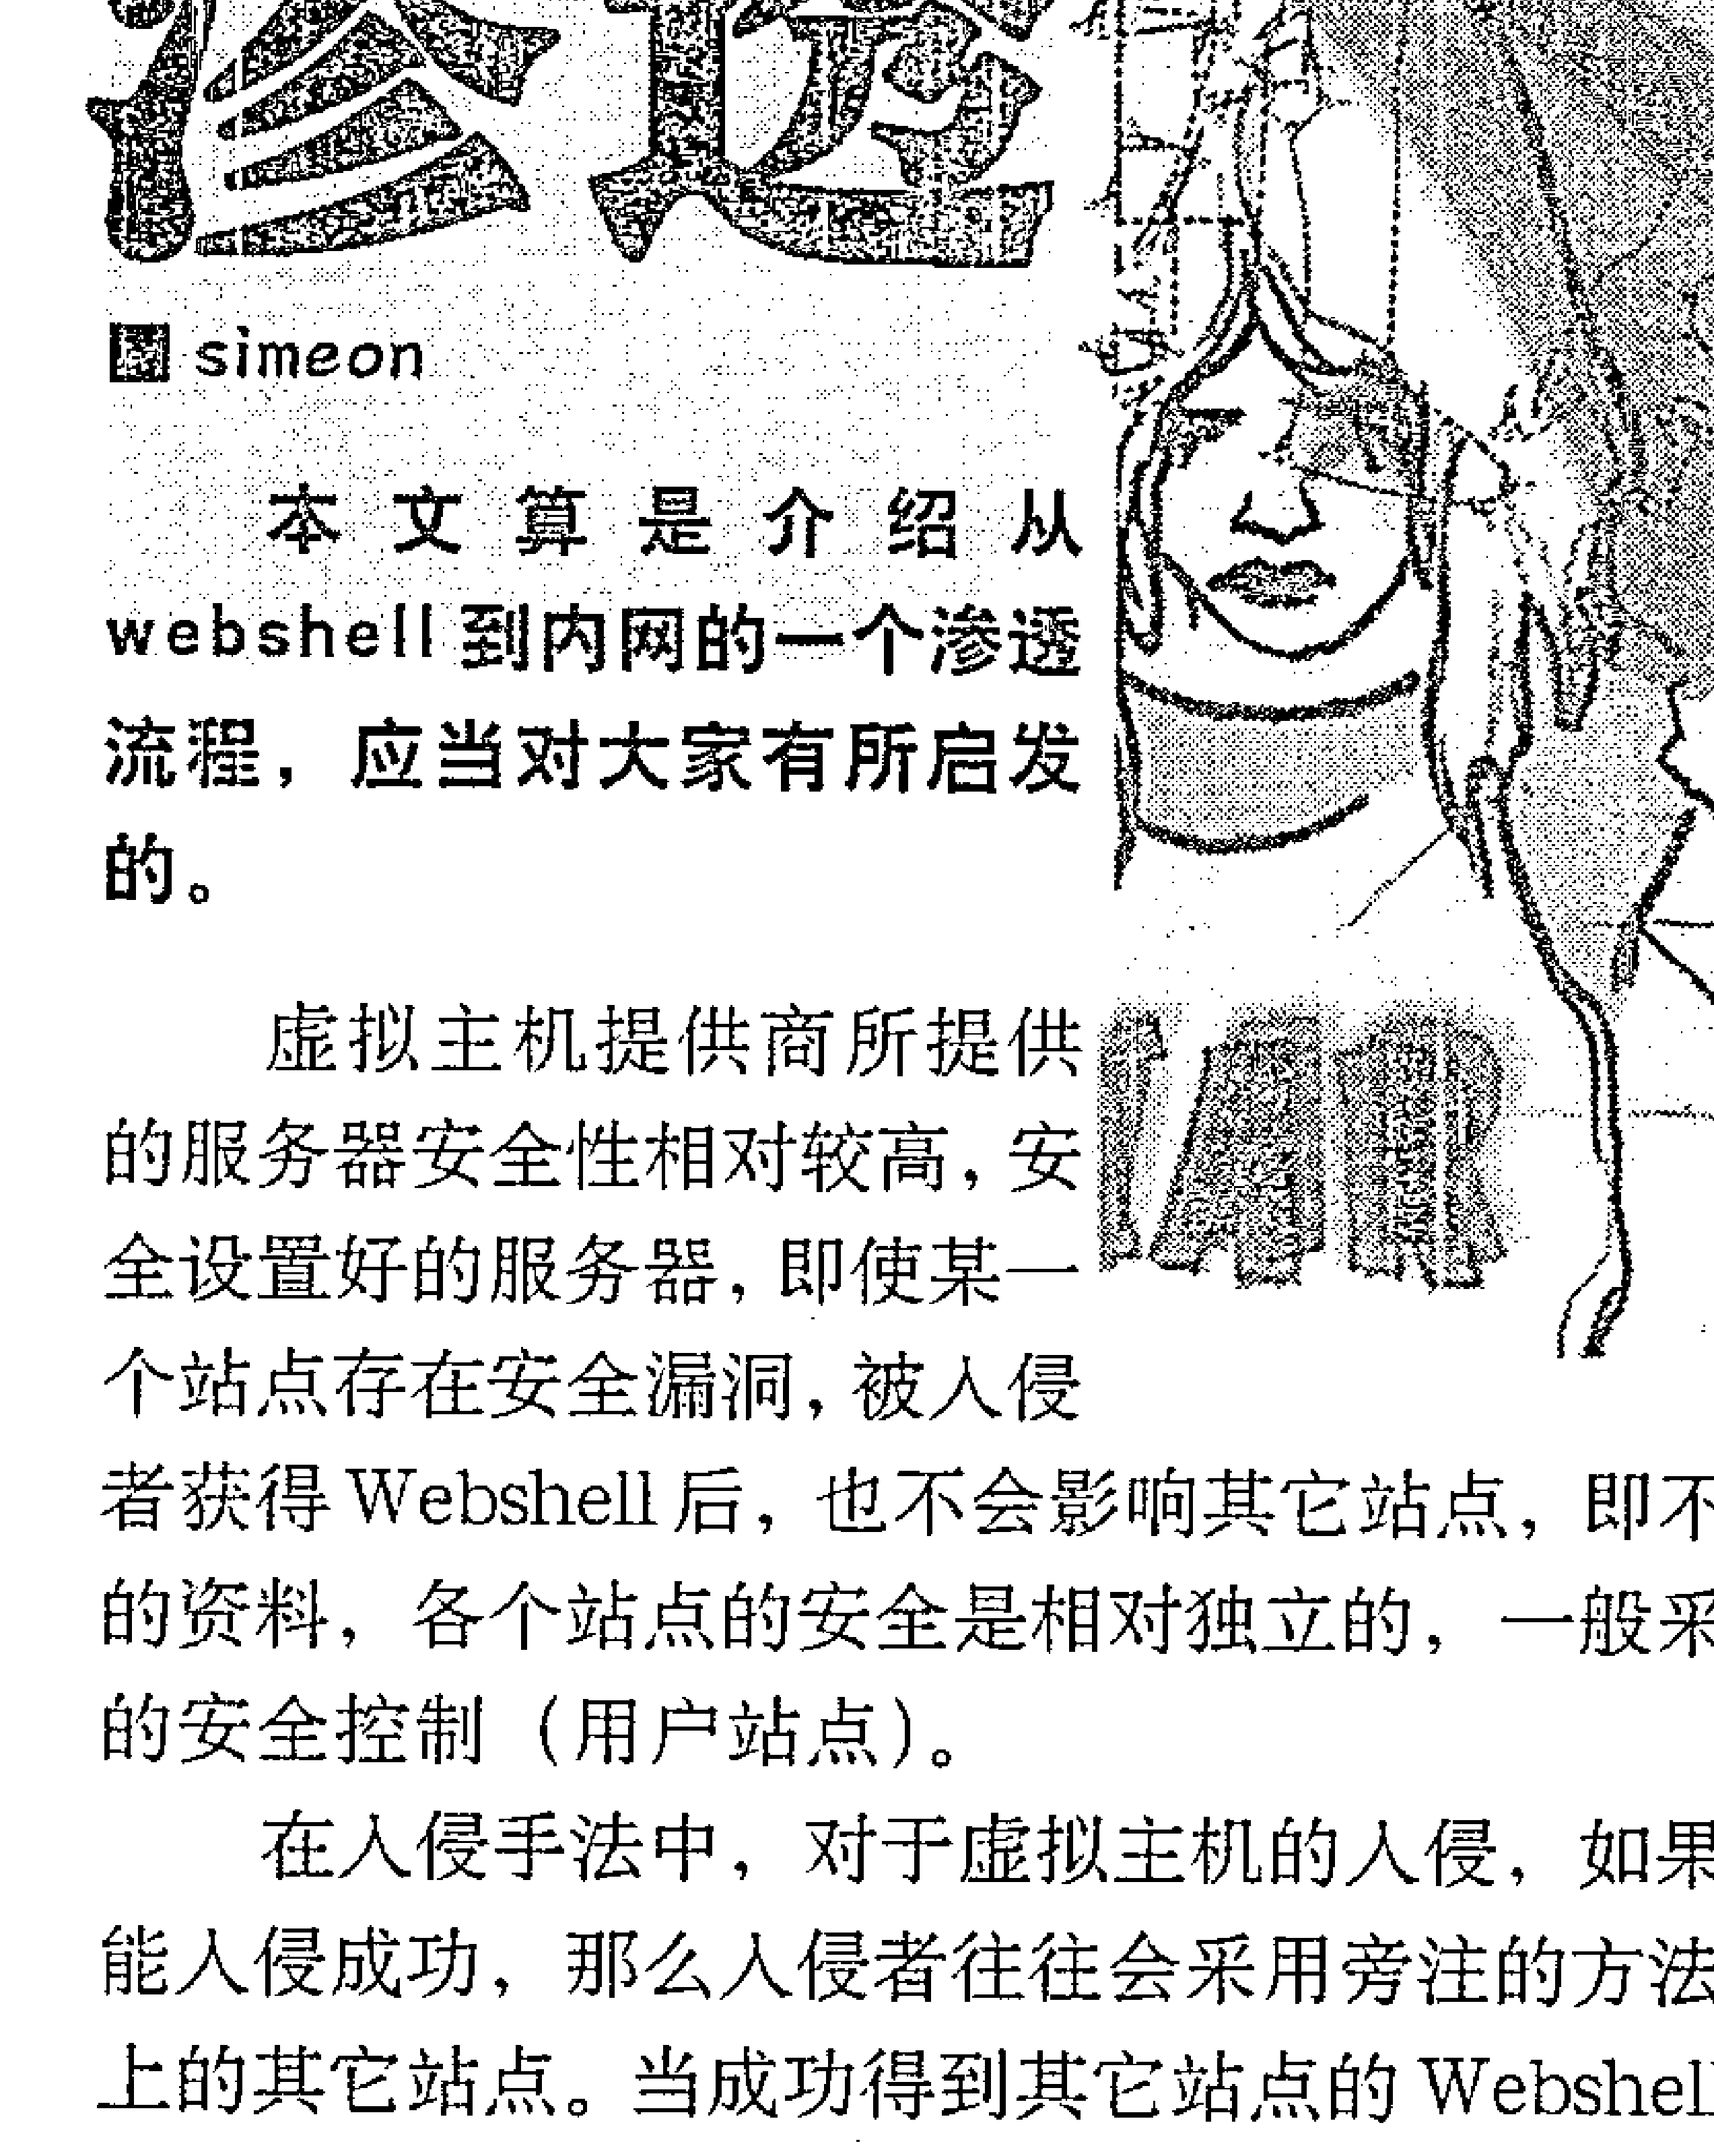 渗透
simeon
本文算是介绍从
webshell到内网的一个渗透
流程，应当对大家有所启发
的。
虚拟主机提供商所提供
的服务器安全性相对较高，安
全设置好的服务器，即使某一
个站点存在安全漏洞，被入侵
者获得Webshell后，也不会影响其它站点，即不
的资料，各个站点的安全是相对独立的，一般采
的安全控制（用户站点）。
在入侵手法中，对于虚拟主机的入侵，如果
能入侵成功，那么入侵者往往会采用旁注的方法
上的其它站点。当成功得到其它站点的Webshell